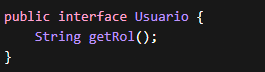 public interface Usuario {
    String getRol();
}